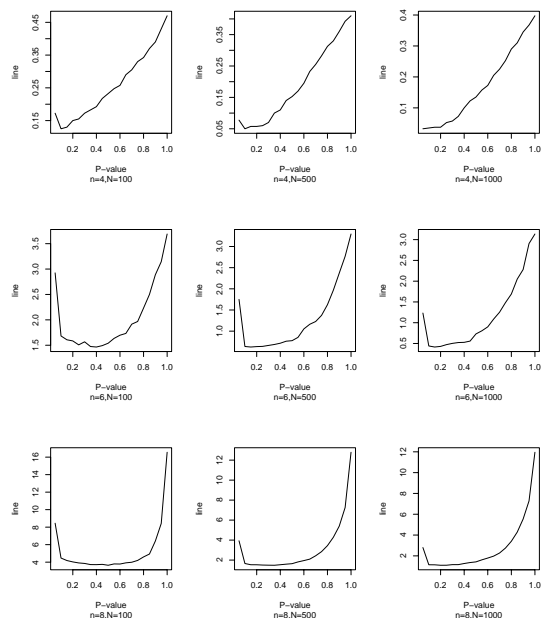 0.15 0.25 0.35 0.45
line
0.2 0.4 0.6 0.8 1.0
P−value
n=4,N=100
0.05 0.15 0.25 0.35
line
0.2 0.4 0.6 0.8 1.0
P−value
n=4,N=500
0.1 0.2 0.3 0.4
line
0.2 0.4 0.6 0.8 1.0
P−value
n=4,N=1000
1.5 2.0 2.5 3.0 3.5
line
0.2 0.4 0.6 0.8 1.0
P−value
n=6,N=100
1.0 1.5 2.0 2.5 3.0
line
0.2 0.4 0.6 0.8 1.0
P−value
n=6,N=500
0.5 1.0 1.5 2.0 2.5 3.0
line
0.2 0.4 0.6 0.8 1.0
P−value
n=6,N=1000
4 6 8 10 12 14 16
line
0.2 0.4 0.6 0.8 1.0
P−value
n=8,N=100
2 4 6 8 10 12
line
0.2 0.4 0.6 0.8 1.0
P−value
n=8,N=500
2 4 6 8 10 12
line
0.2 0.4 0.6 0.8 1.0
P−value
n=8,N=1000